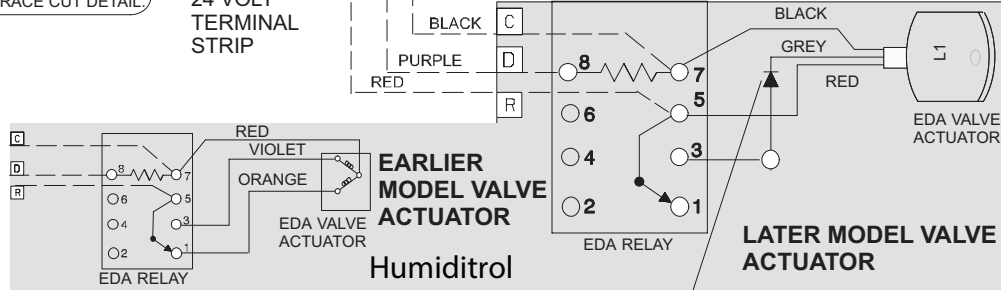 RACE CUT DETAIL.
24 VOLT
TERMINAL
STRIP
BLACK
C
PURPLE
D
RED
R
8
7
6
5
4
3
2
1
EDA RELAY
BLACK
GREY
RED
L1
EDA VALVE
ACTUATOR
LATER MODEL VALVE
ACTUATOR
C
D
R
RED
VIOLET
ORANGE
8
7
6
5
4
3
2
1
EDA RELAY
EDA VALVE
ACTUATOR
EARLIER
MODEL VALVE
ACTUATOR
Humiditrol